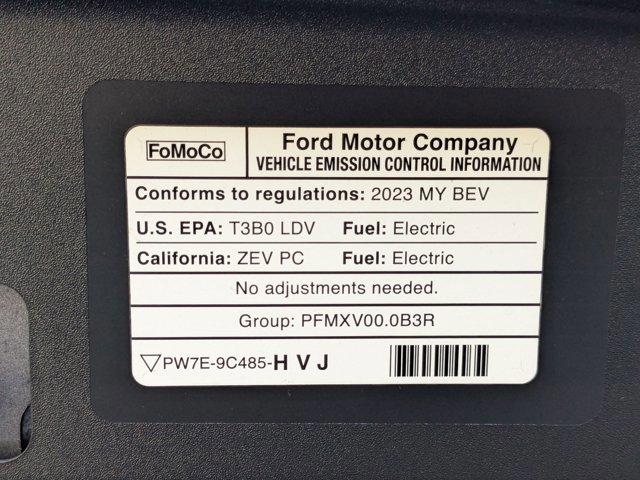 FoMoCo
Ford Motor Company
VEHICLE EMISSION CONTROL INFORMATION
Conforms to regulations: 2023 MY BEV
U.S. EPA: T3B0 LDV Fuel: Electric
California: ZEV PC Fuel: Electric
No adjustments needed.
Group: PFMXV00.0B3R
PW7E-9C485-H V J